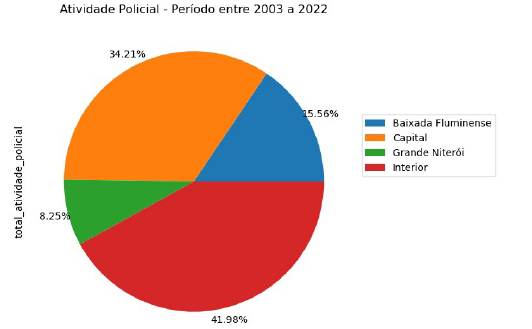 Atividade Policial - Período entre 2003 a 2022
34.21%
15.56%
Baixada Fluminense
Capital
Grande Niterói
Interior
total_atividade_policial
8.25%
41.98%